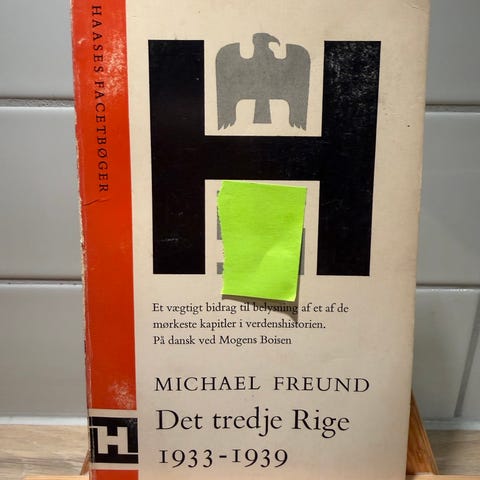 HAASES FACETBØGER
H
Et vægtigt bidrag til belysning af et af de
mørkeste kapitler i verdenshistorien.
På dansk ved Mogens Boisen
MICHAEL FREUND
Det tredje Rige
1933-1939
H